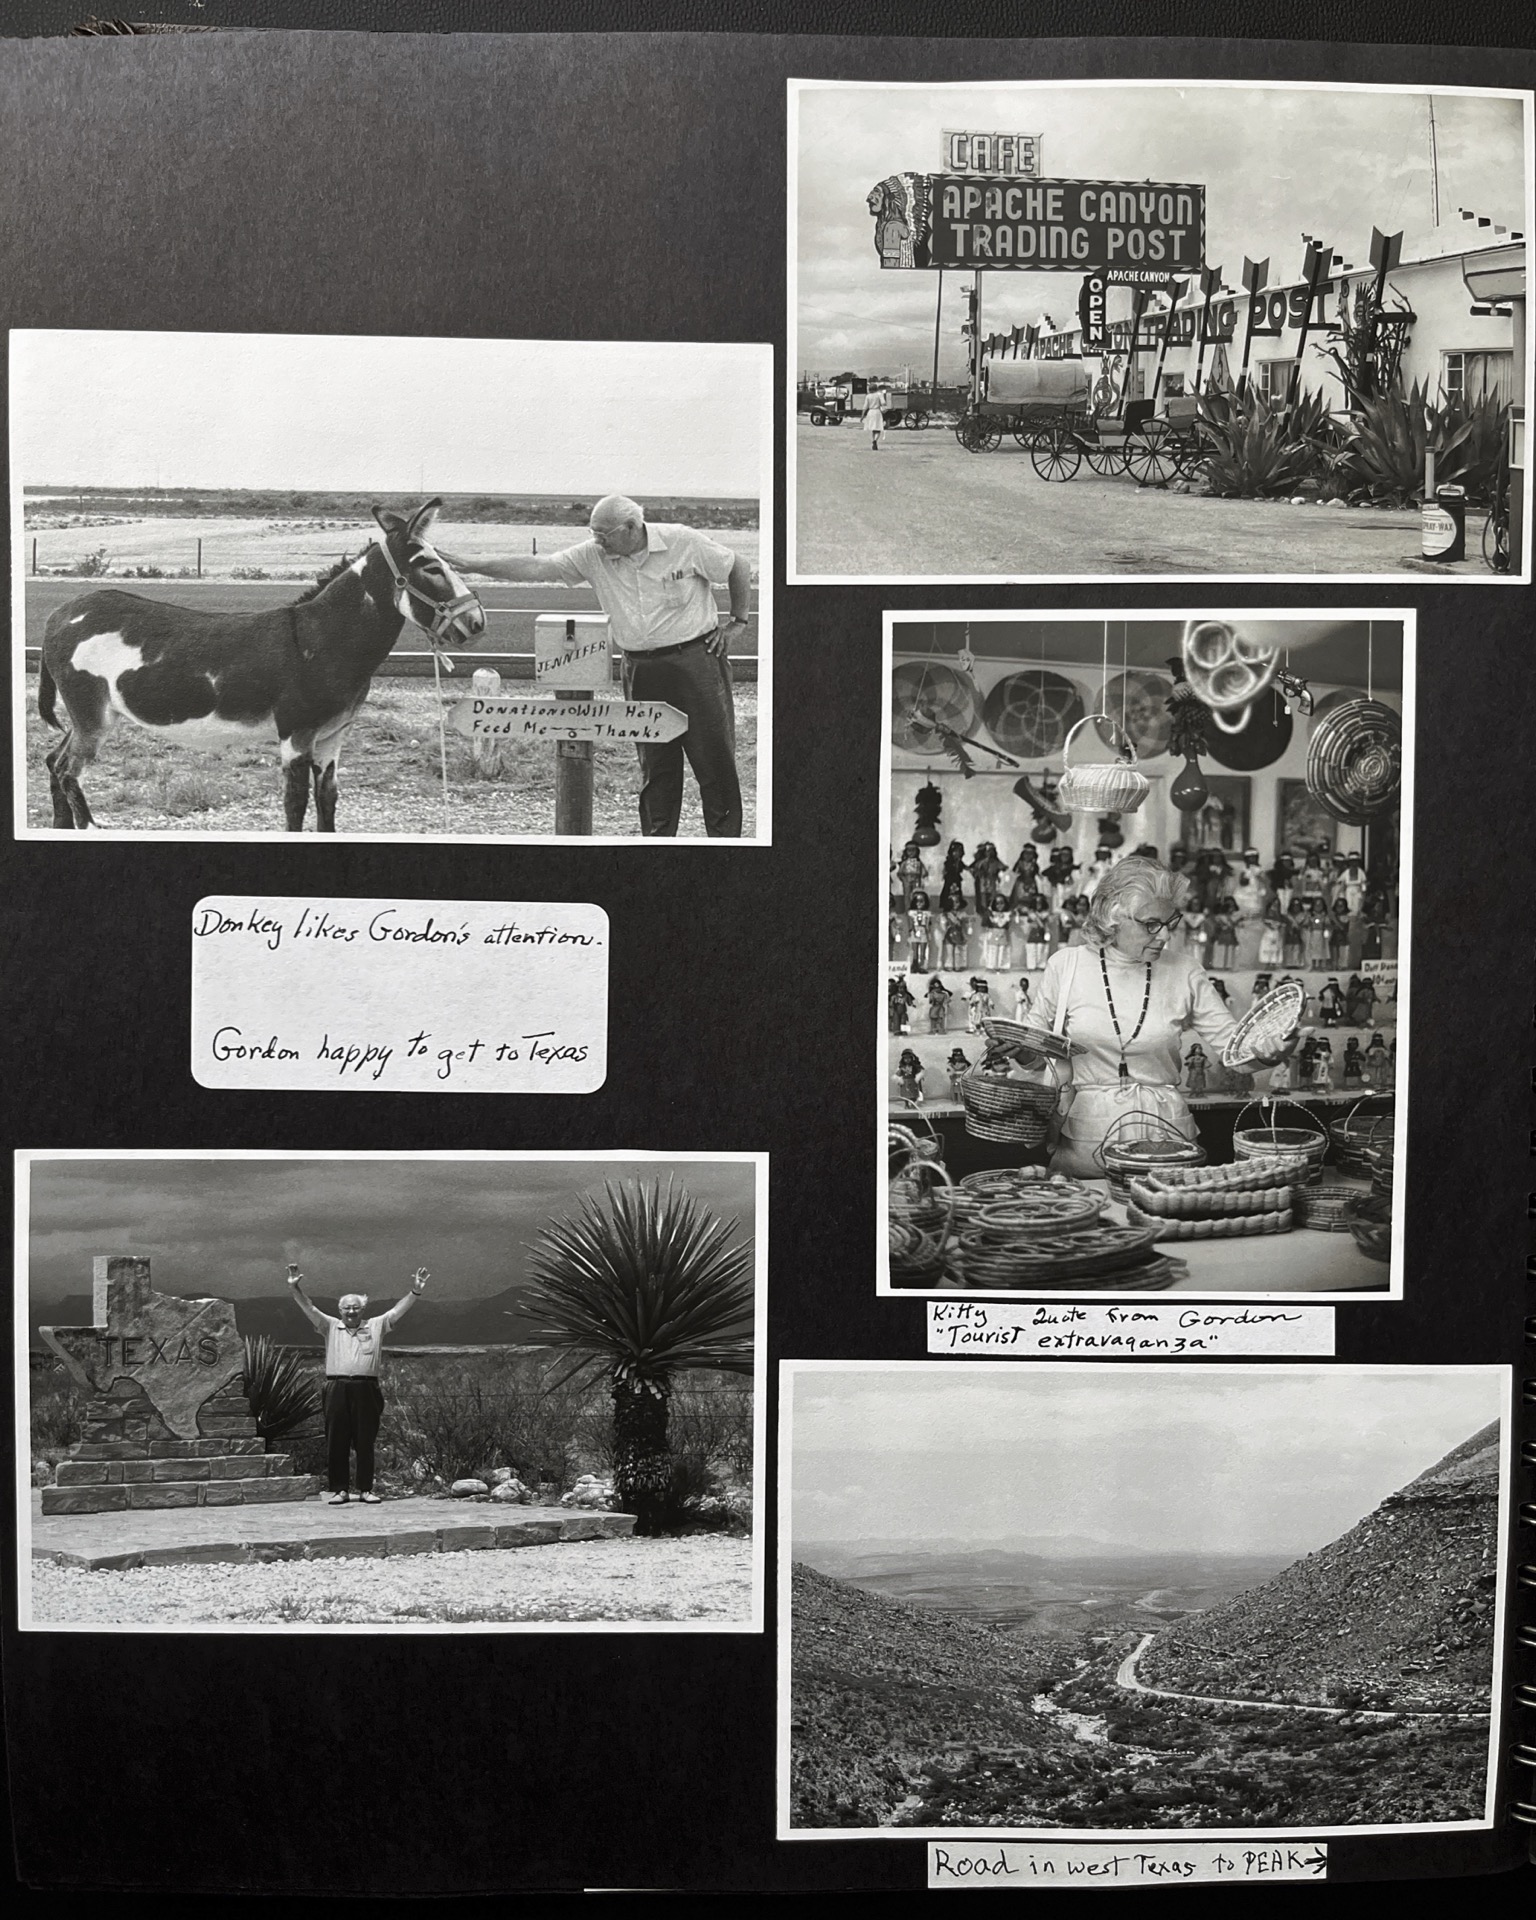 CAFE
APACHE CANYON
TRADING POST
APACHE CANYON
OPEN
APACHE CANYON TRADING POST
SPRAY-WAX
JENNIFER
Donations Will Help
Feed Me - Thanks
Donkey likes Gordon's attention.
Gordon happy to get to Texas
TEXAS
Kitty Quote from Gordon
"Tourist extravaganza"
Road in west Texas to PEAK→